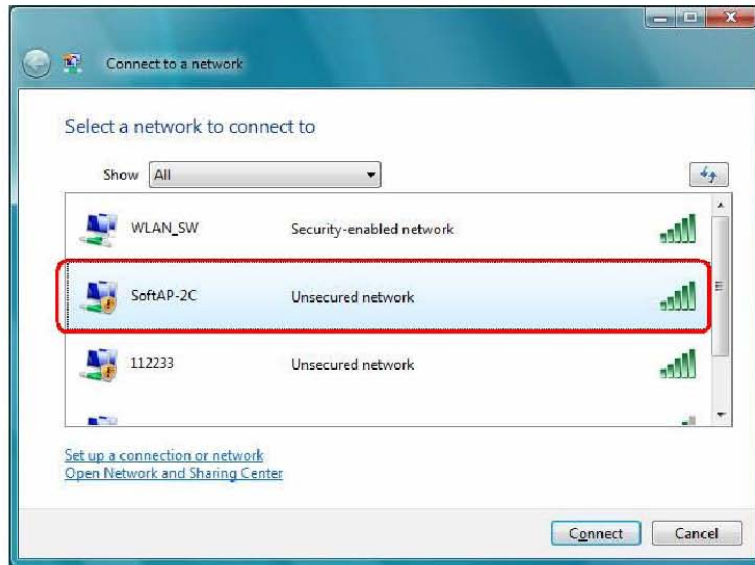 Connect to a network
Select a network to connect to
Show All
WLAN_SW Security-enabled network
SoftAP-2C Unsecured network
112233 Unsecured network
Set up a connection or network
Open Network and Sharing Center
Connect Cancel